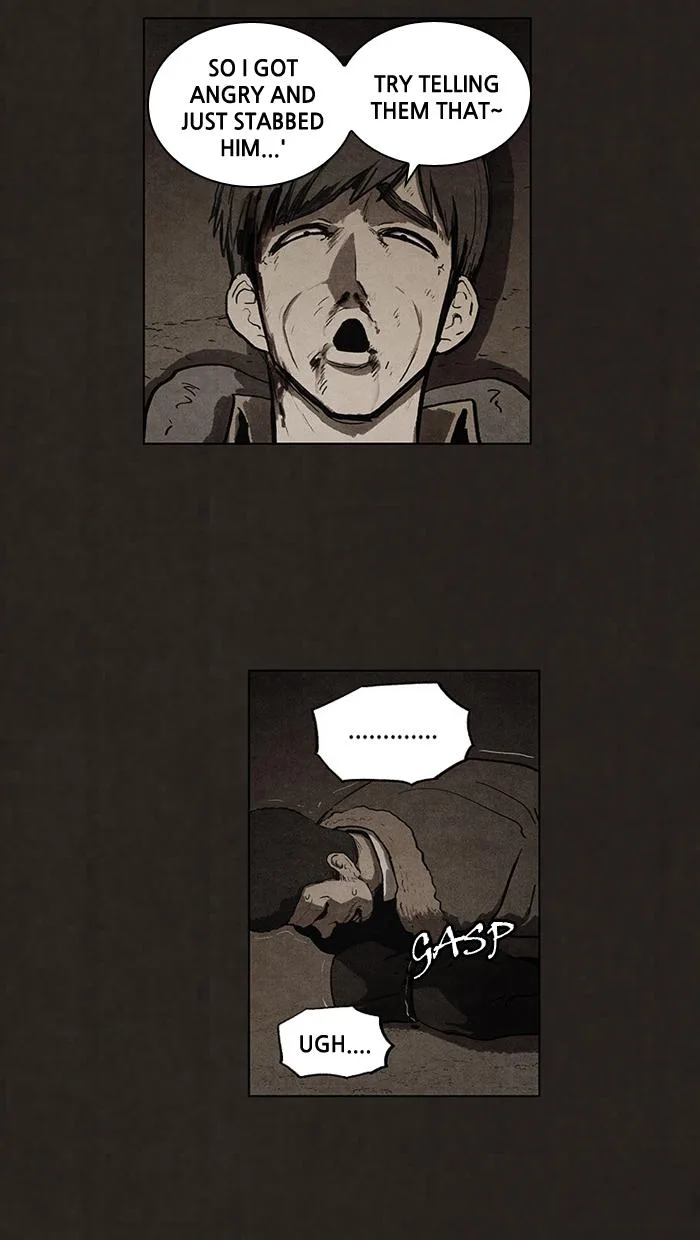 SO I GOT
ANGRY AND
JUST STABBED
HIM...'
TRY TELLING
THEM THAT~
.............
GASP
UGH....